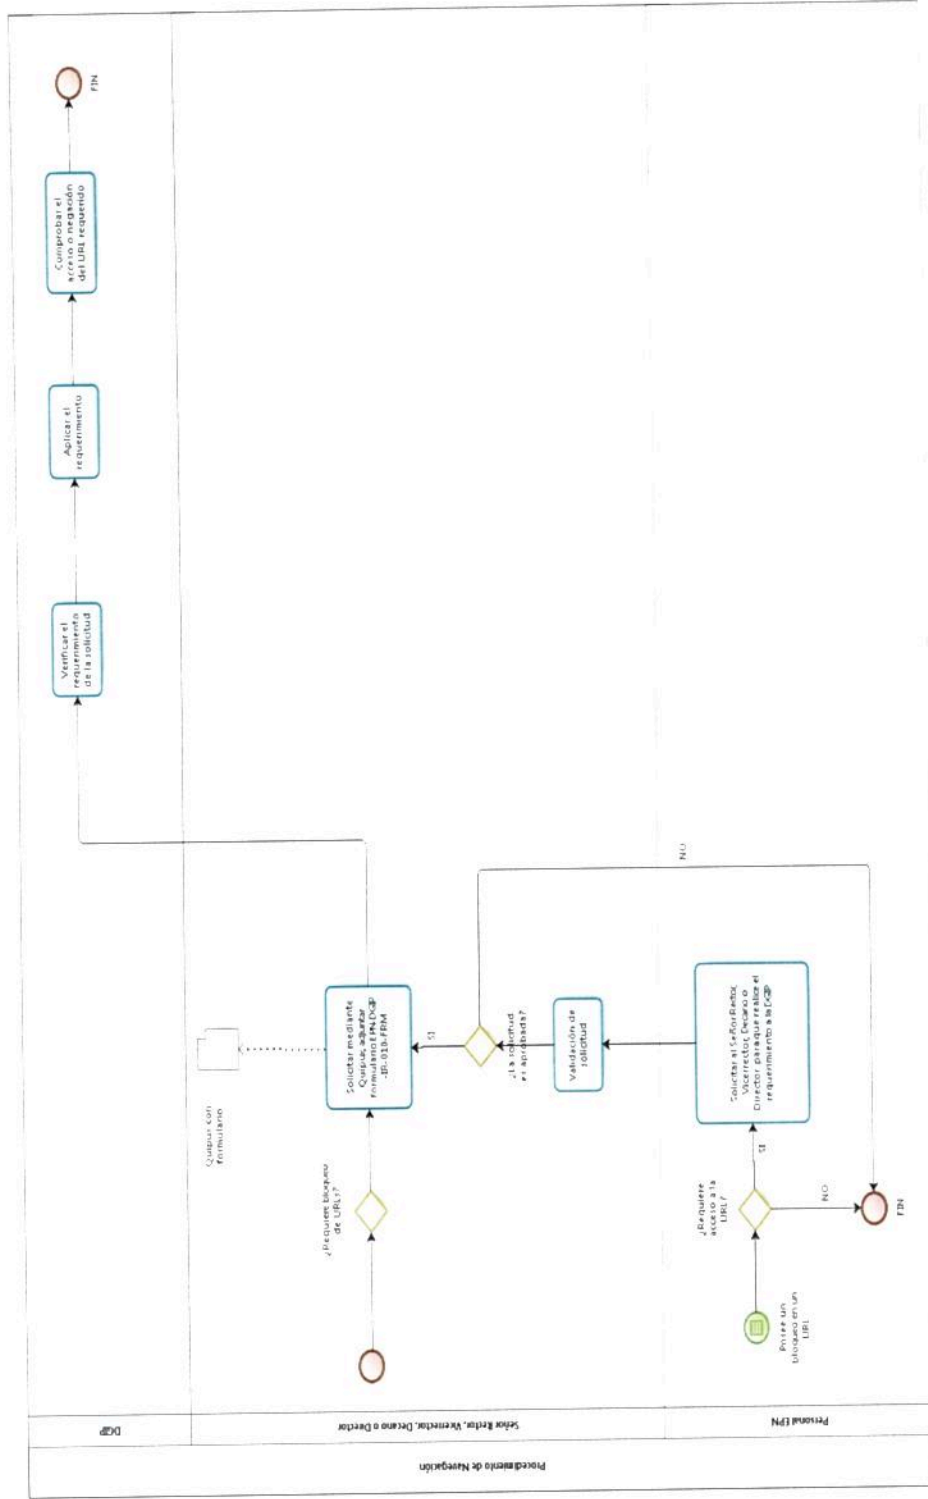 Procedimiento de Navegación
DGIP
Señor Rector, Vicerrector, Decano o Director
Personal EPN
Verificar el
requerimiento
de la solicitud
Aplicar el
requerimiento
Comprobar el
acceso o negación
del URL requerido
FIN
¿Requiere bloqueo
de URLs?
Solicitar mediante
Quipux, adjuntar
formulario EPN-DGIP
-IR-010-FRM
Quipux con
formulario
SI
¿La solicitud
es aprobada?
NO
Validación de
solicitud
Posee un
bloqueo en un
URL
¿Requiere
acceso a la
URL?
SI
NO
Solicitar al Señor Rector,
Vicerrector, Decano o
Director para que realice el
requerimiento a la DGIP
FIN